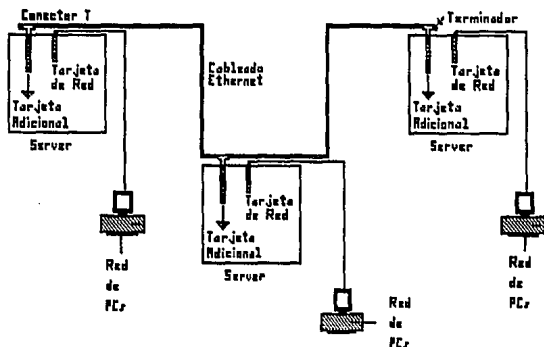 Conector T
Tarjeta
de Red
Tarjeta
Adicional
Server
Red
de
PCs
Cableado
Ethernet
Tarjeta
de Red
Tarjeta
Adicional
Server
Red
de
PCs
Terminador
Tarjeta
de Red
Tarjeta
Adicional
Server
Red
de
PCs